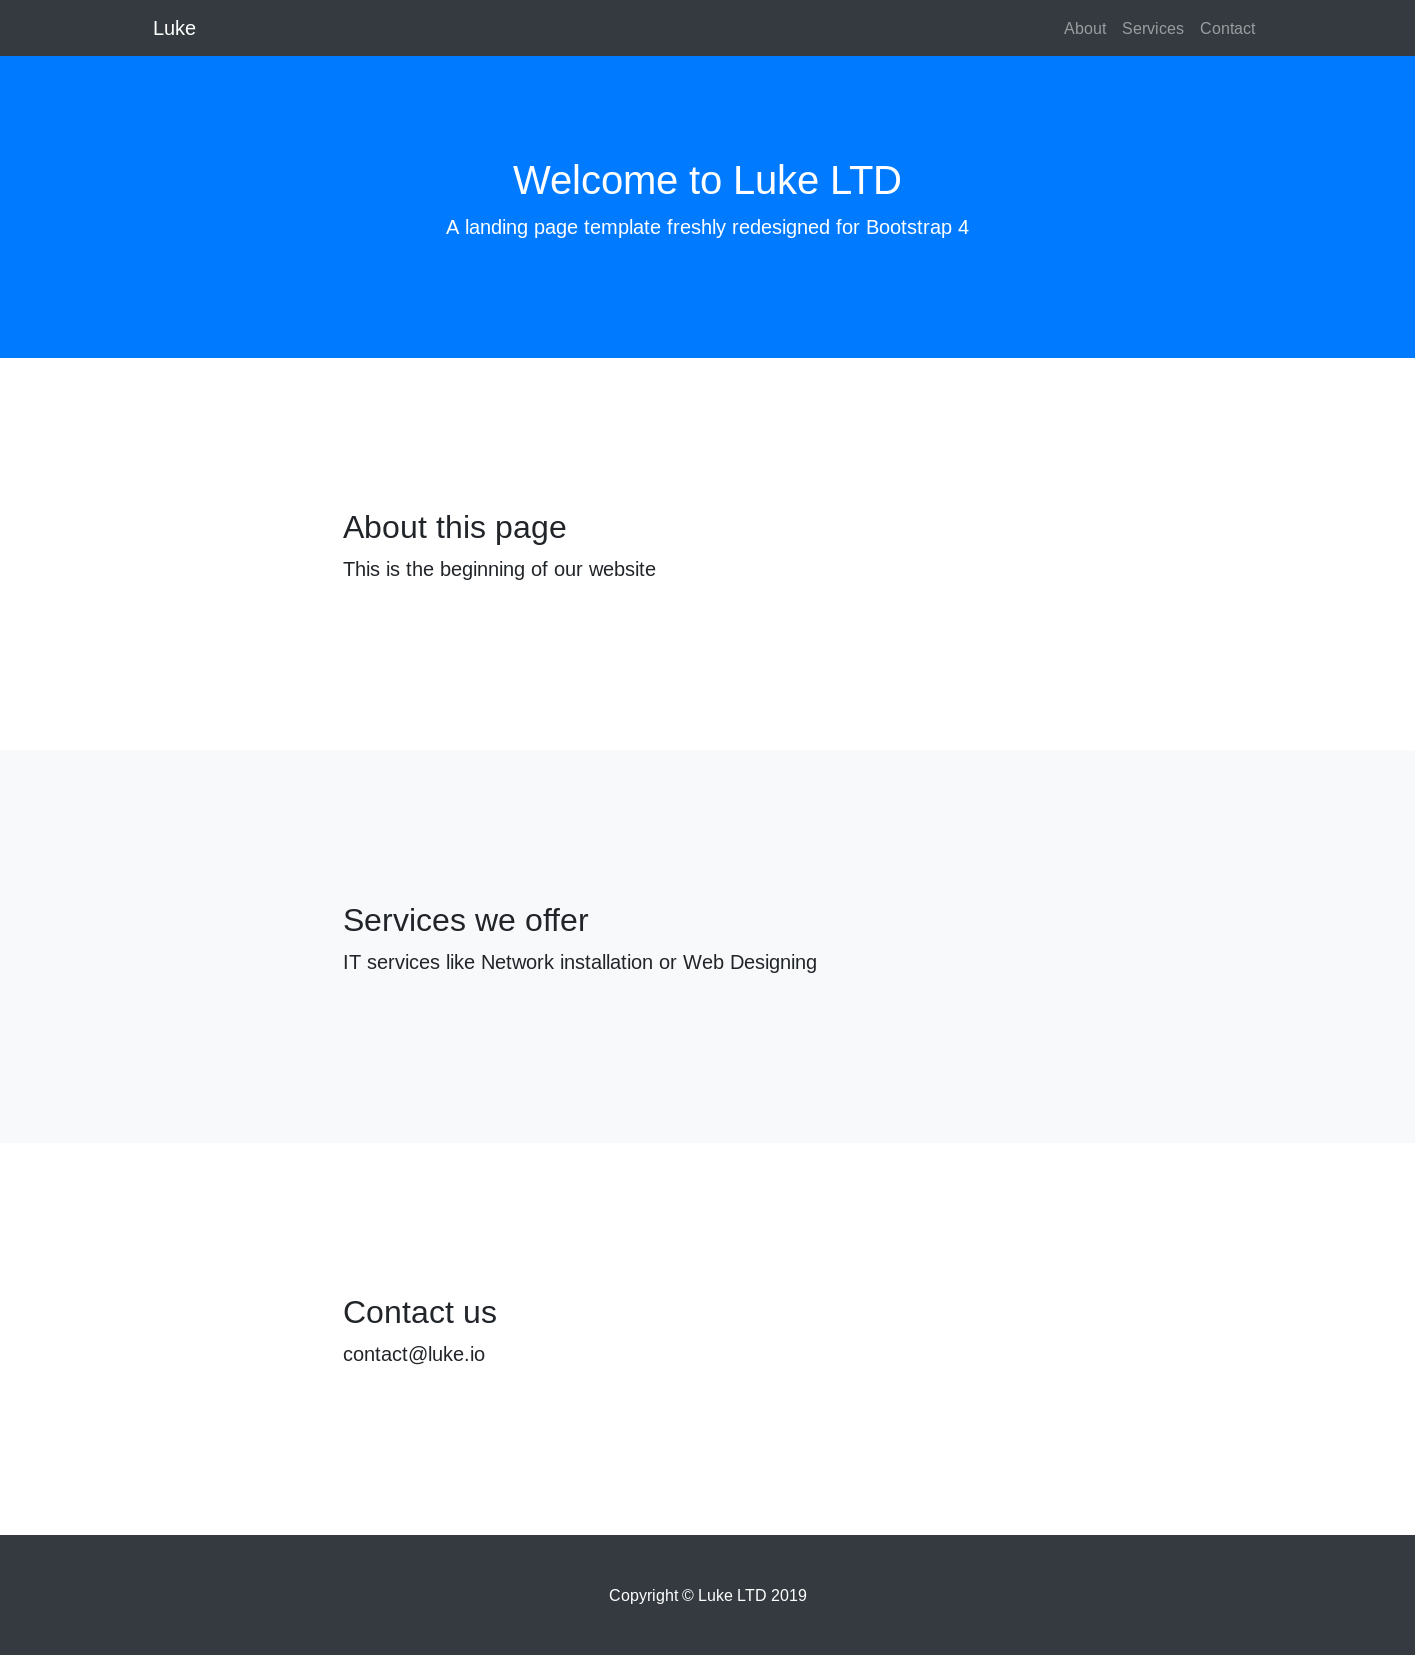 Luke
About Services Contact
Welcome to Luke LTD
A landing page template freshly redesigned for Bootstrap 4
About this page
This is the beginning of our website
Services we offer
IT services like Network installation or Web Designing
Contact us
contact@luke.io
Copyright © Luke LTD 2019